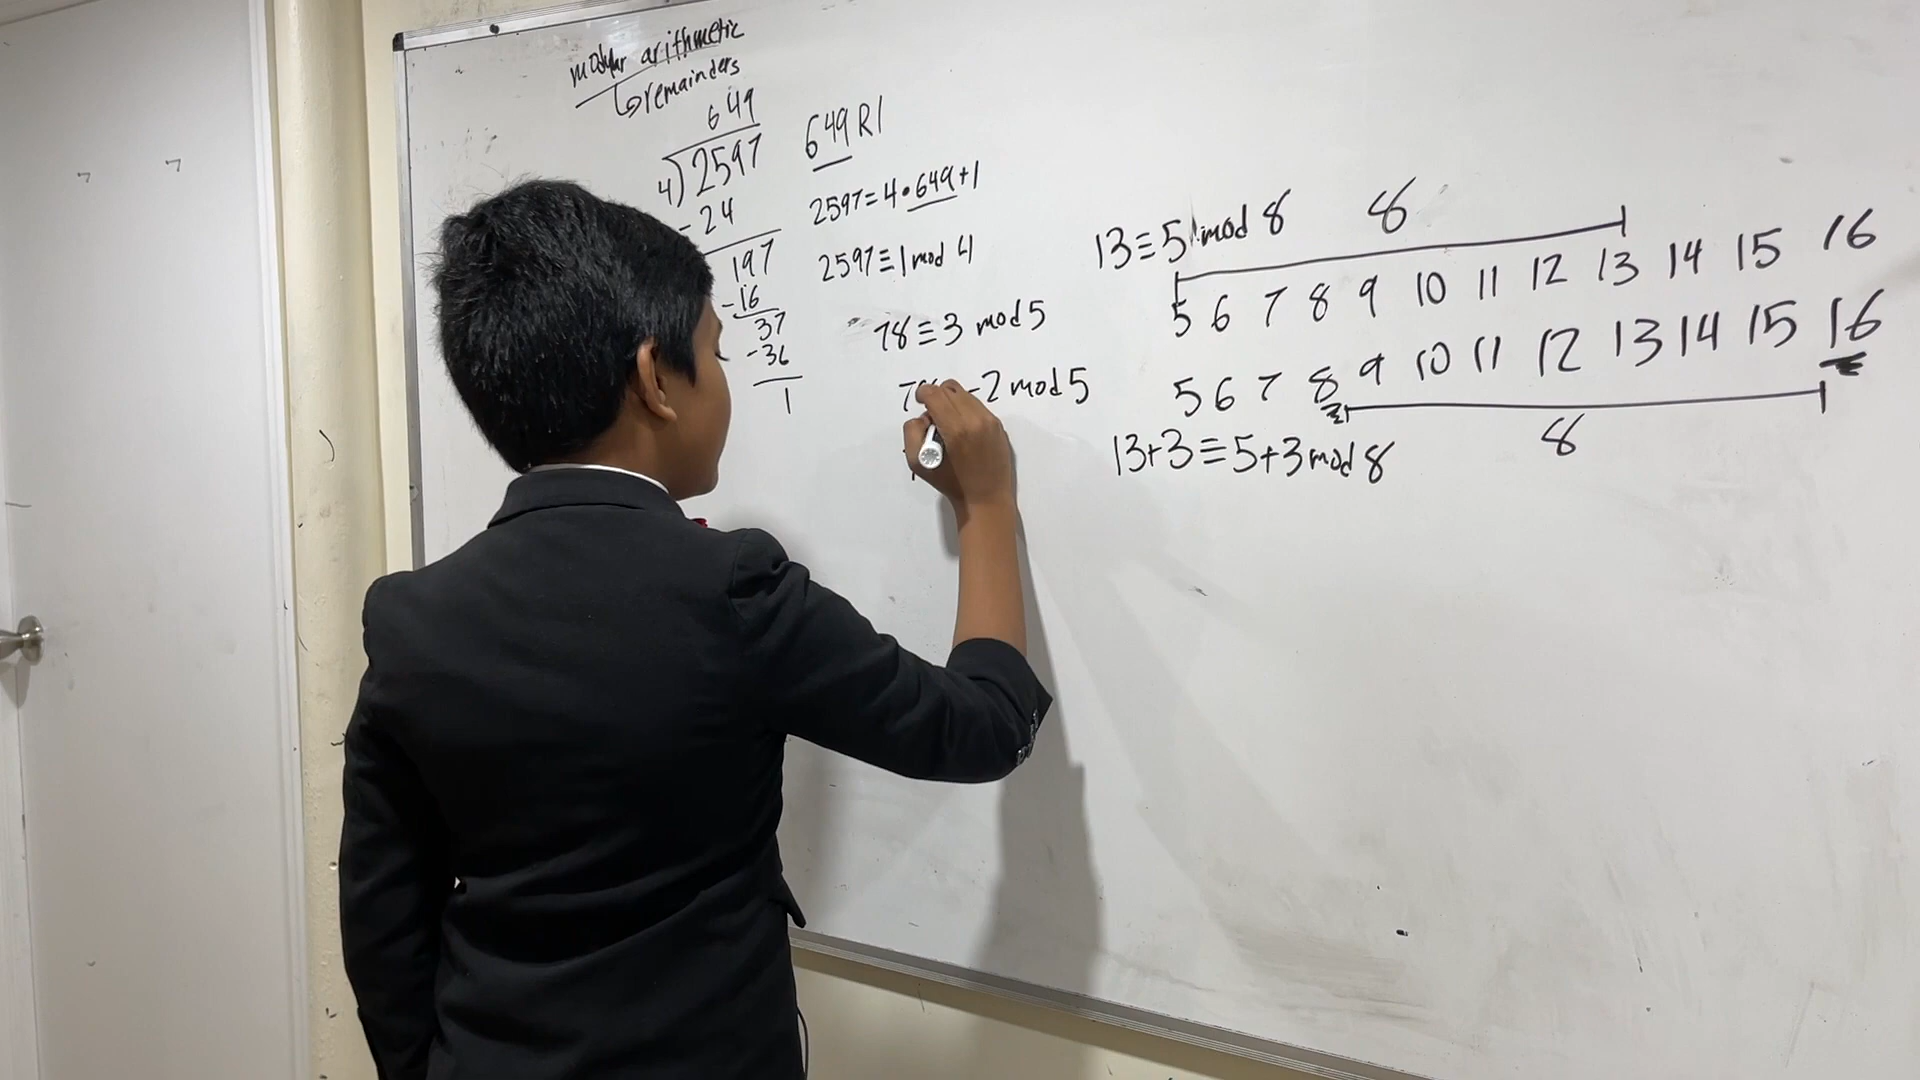 modular arithmetic
↳ remainders
649
4)2597
-24
197
-16
37
-36
1
649 R1
2597=4•649+1
2597≡1 mod 4
78≡3 mod 5
-2 mod 5
13≡5 mod 8
8
5 6 7 8 9 10 11 12 13 14 15 16
5 6 7 8 9 10 11 12 13 14 15 16
8
13+3≡5+3 mod 8